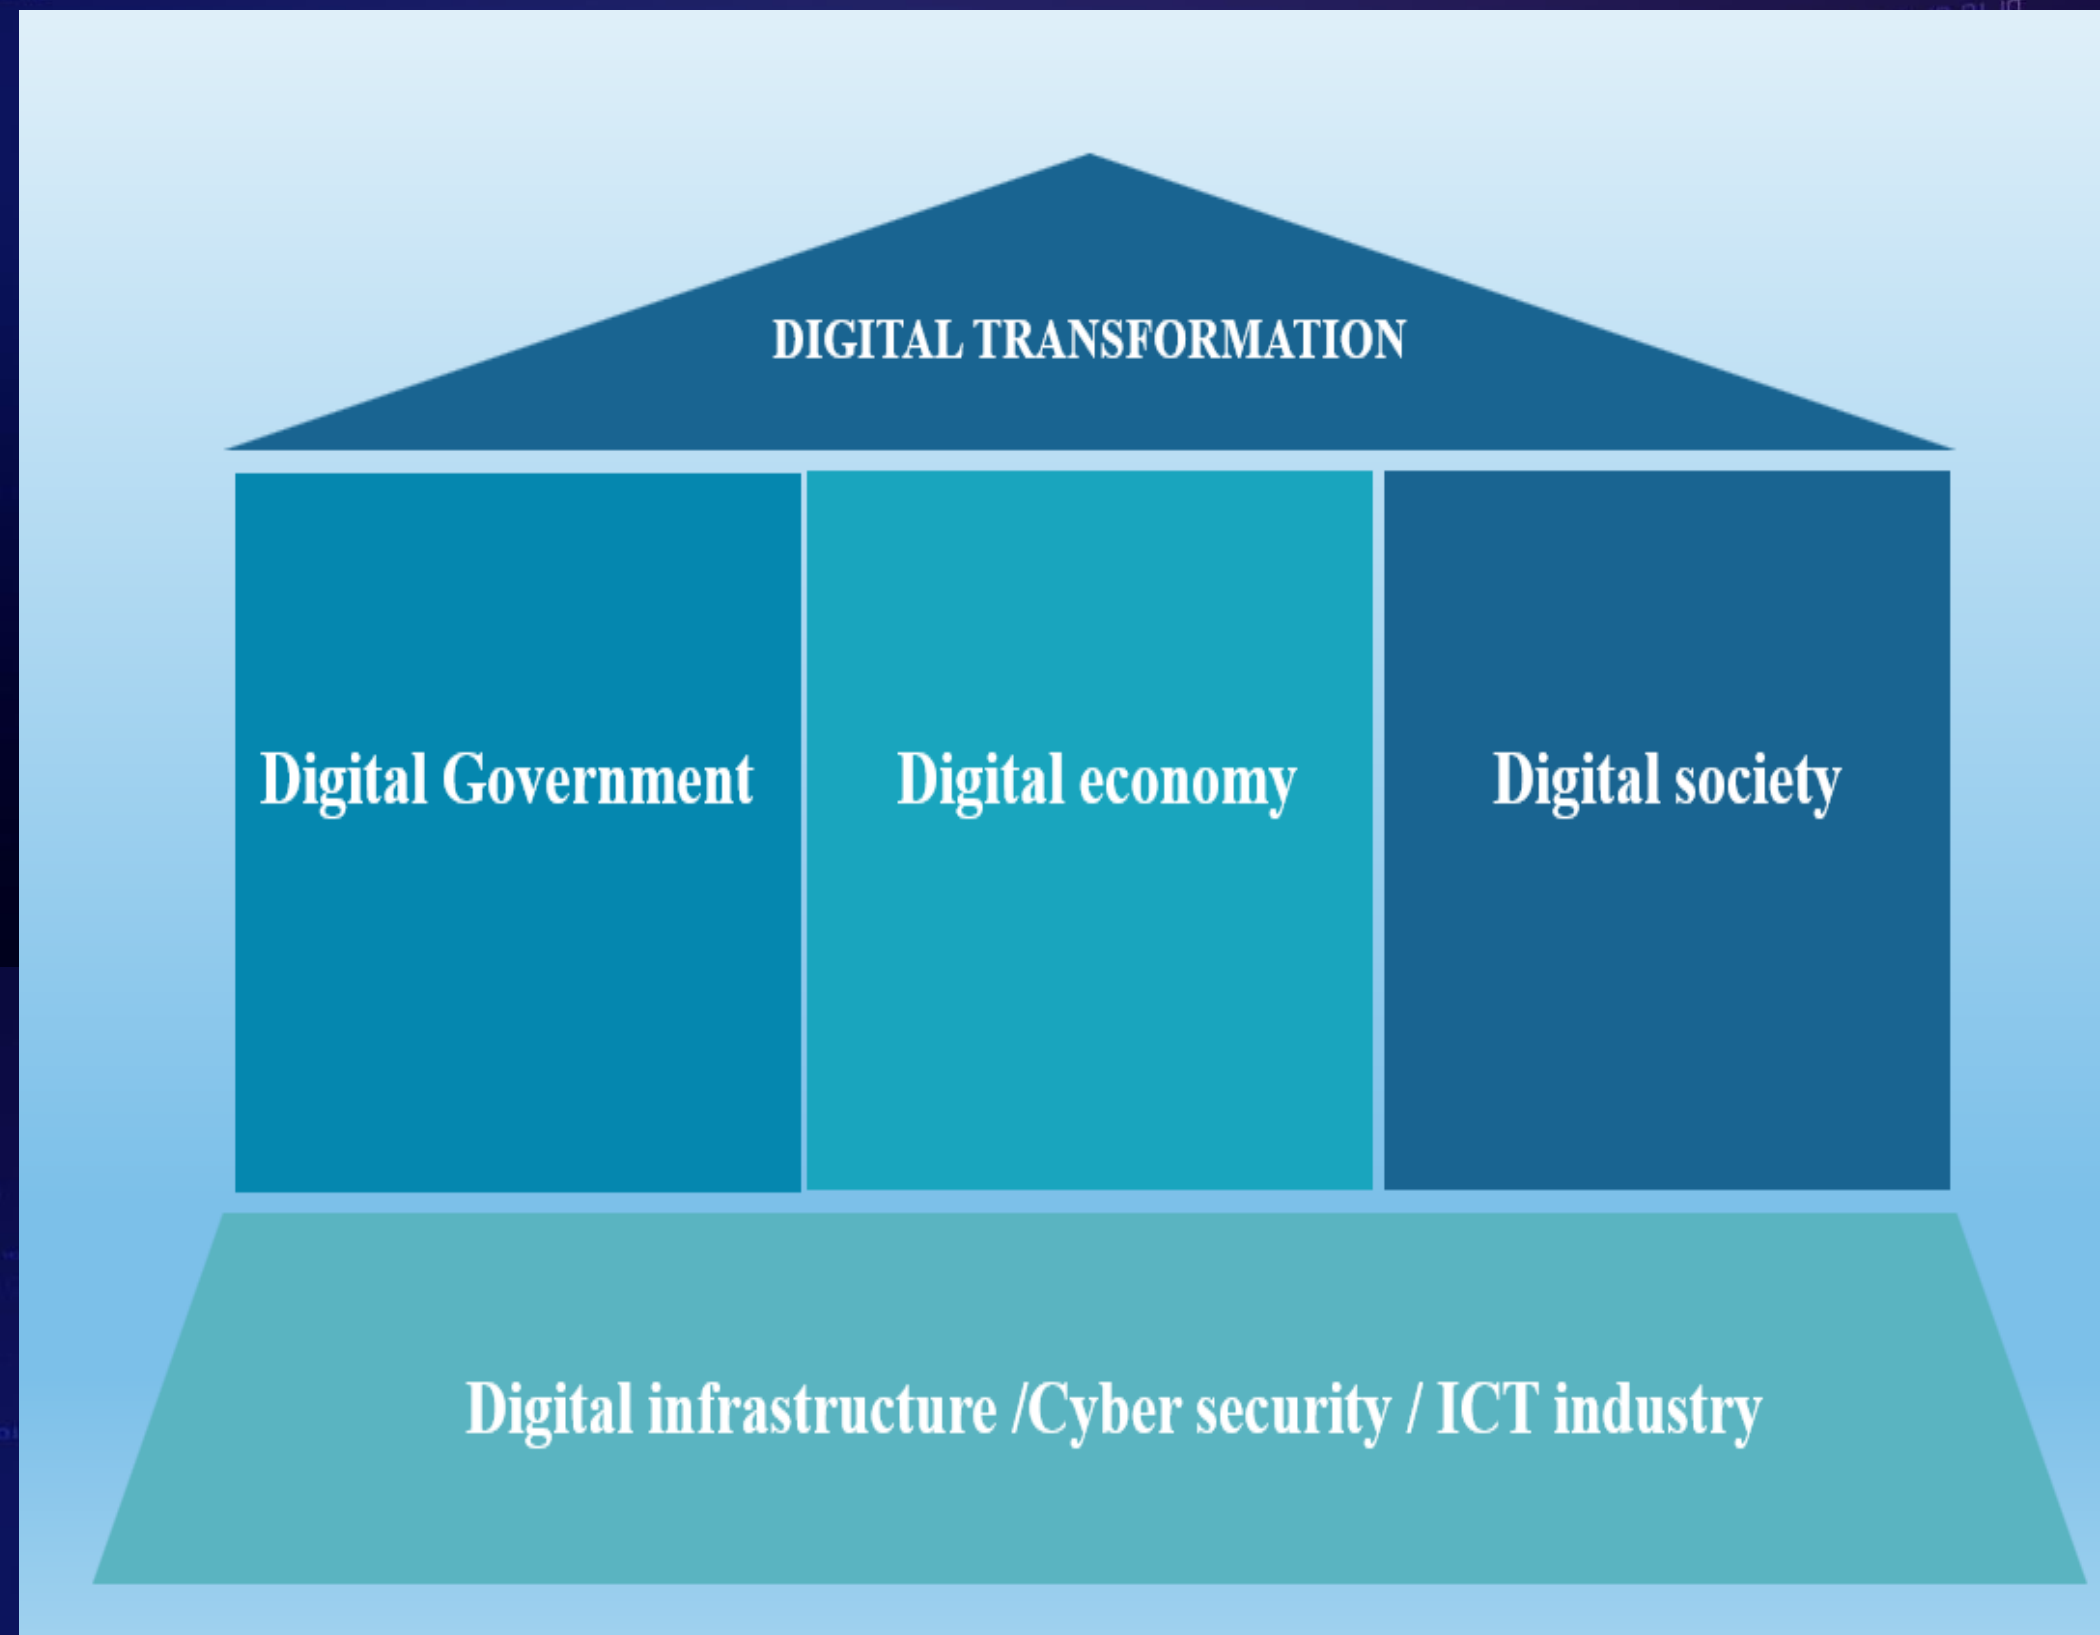 DIGITAL TRANSFORMATION
Digital Government
Digital economy
Digital society
Digital infrastructure /Cyber security / ICT industry